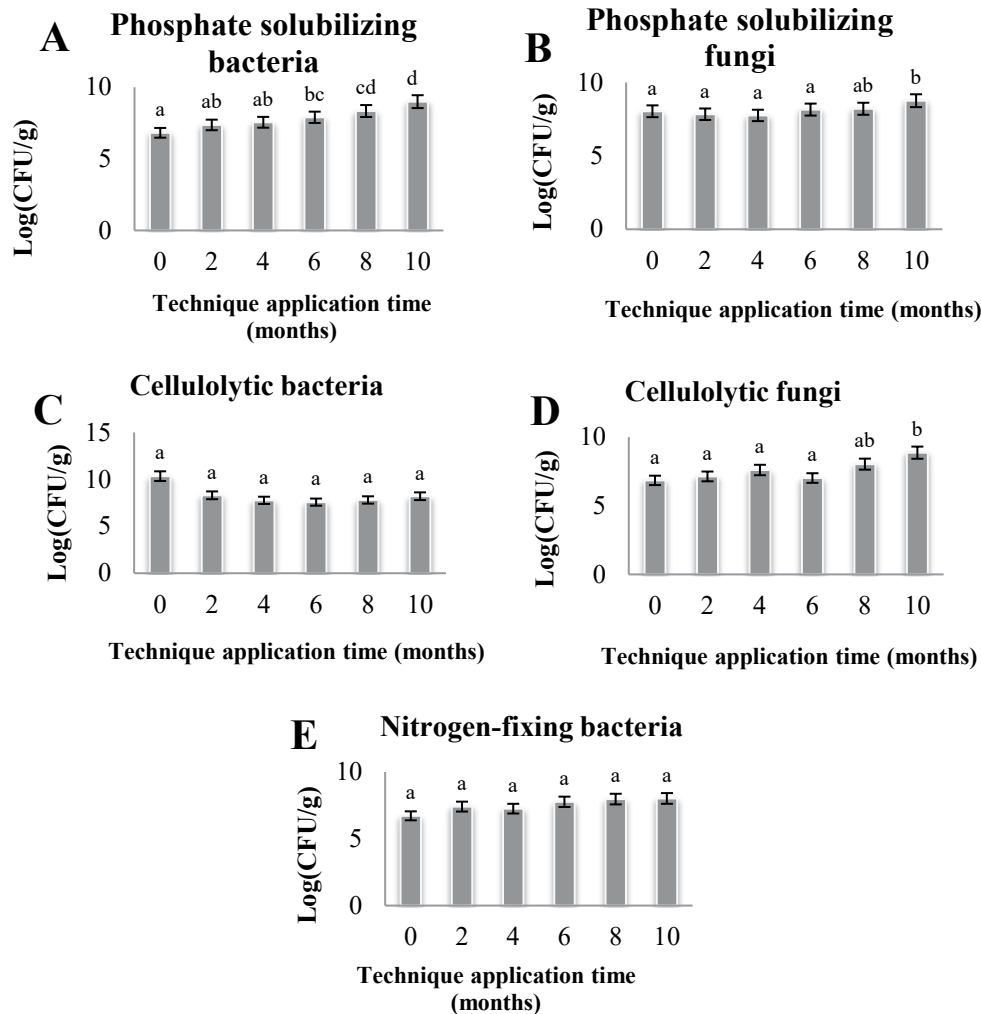 A
Phosphate solubilizing
bacteria
Log(CFU/g)
10
5
0
a ab ab bc cd d
0 2 4 6 8 10
Technique application time
(months)
B
Phosphate solubilizing
fungi
Log(CFU/g)
10
5
0
a a a a ab b
0 2 4 6 8 10
Technique application time (months)
C
Cellulolytic bacteria
Log(CFU/g)
15
10
5
0
a a a a a a
0 2 4 6 8 10
Technique application time (months)
D
Cellulolytic fungi
Log(CFU/g)
10
5
0
a a a a ab b
0 2 4 6 8 10
Technique application time (months)
E
Nitrogen-fixing bacteria
Log(CFU/g)
10
5
0
a a a a a a
0 2 4 6 8 10
Technique application time
(months)